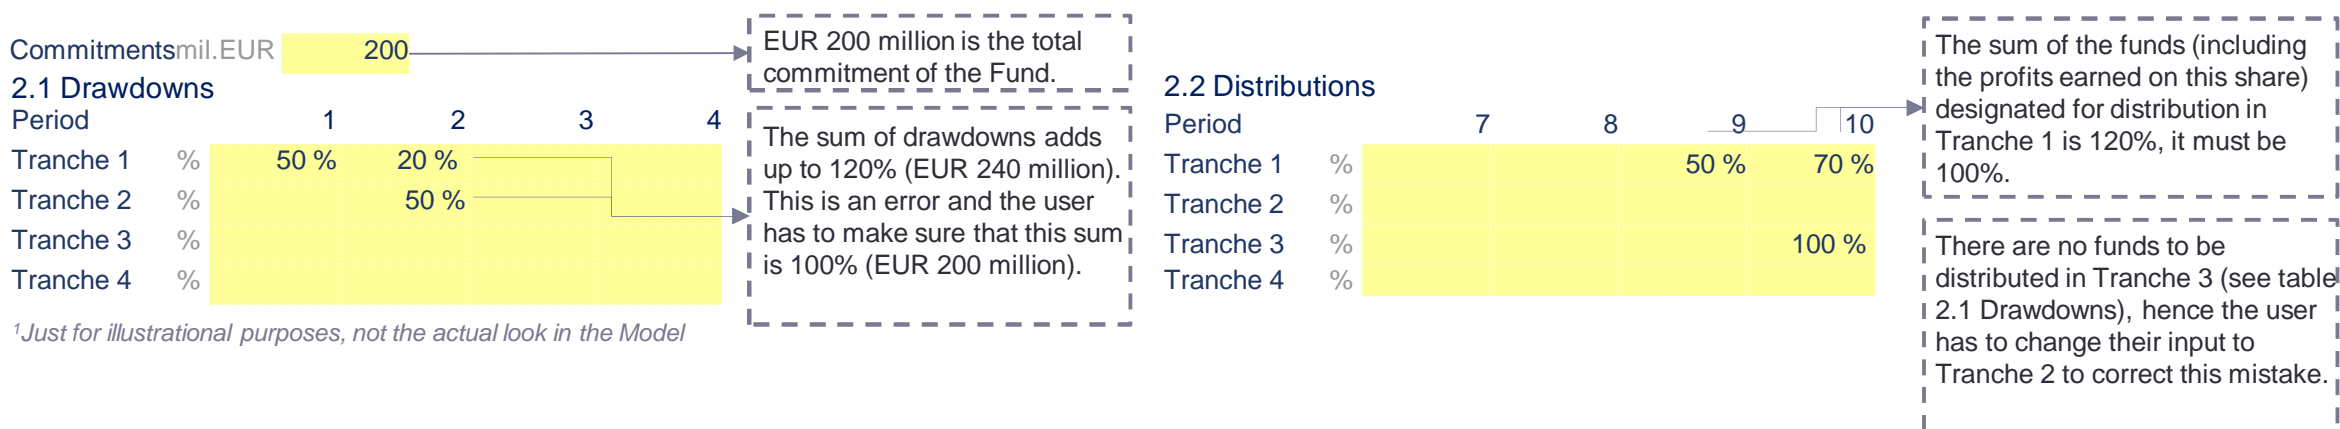 Commitments mil.EUR 200
2.1 Drawdowns
Period 1 2 3 4
Tranche 1 % 50 % 20 %
Tranche 2 % 50 %
Tranche 3 %
Tranche 4 %
¹Just for illustrational purposes, not the actual look in the Model
EUR 200 million is the total
commitment of the Fund.
The sum of drawdowns adds
up to 120% (EUR 240 million).
This is an error and the user
has to make sure that this sum
is 100% (EUR 200 million).
2.2 Distributions
Period 7 8 9 10
Tranche 1 % 50 % 70 %
Tranche 2 %
Tranche 3 % 100 %
Tranche 4 %
The sum of the funds (including
the profits earned on this share)
designated for distribution in
Tranche 1 is 120%, it must be
100%.
There are no funds to be
distributed in Tranche 3 (see table
2.1 Drawdowns), hence the user
has to change their input to
Tranche 2 to correct this mistake.